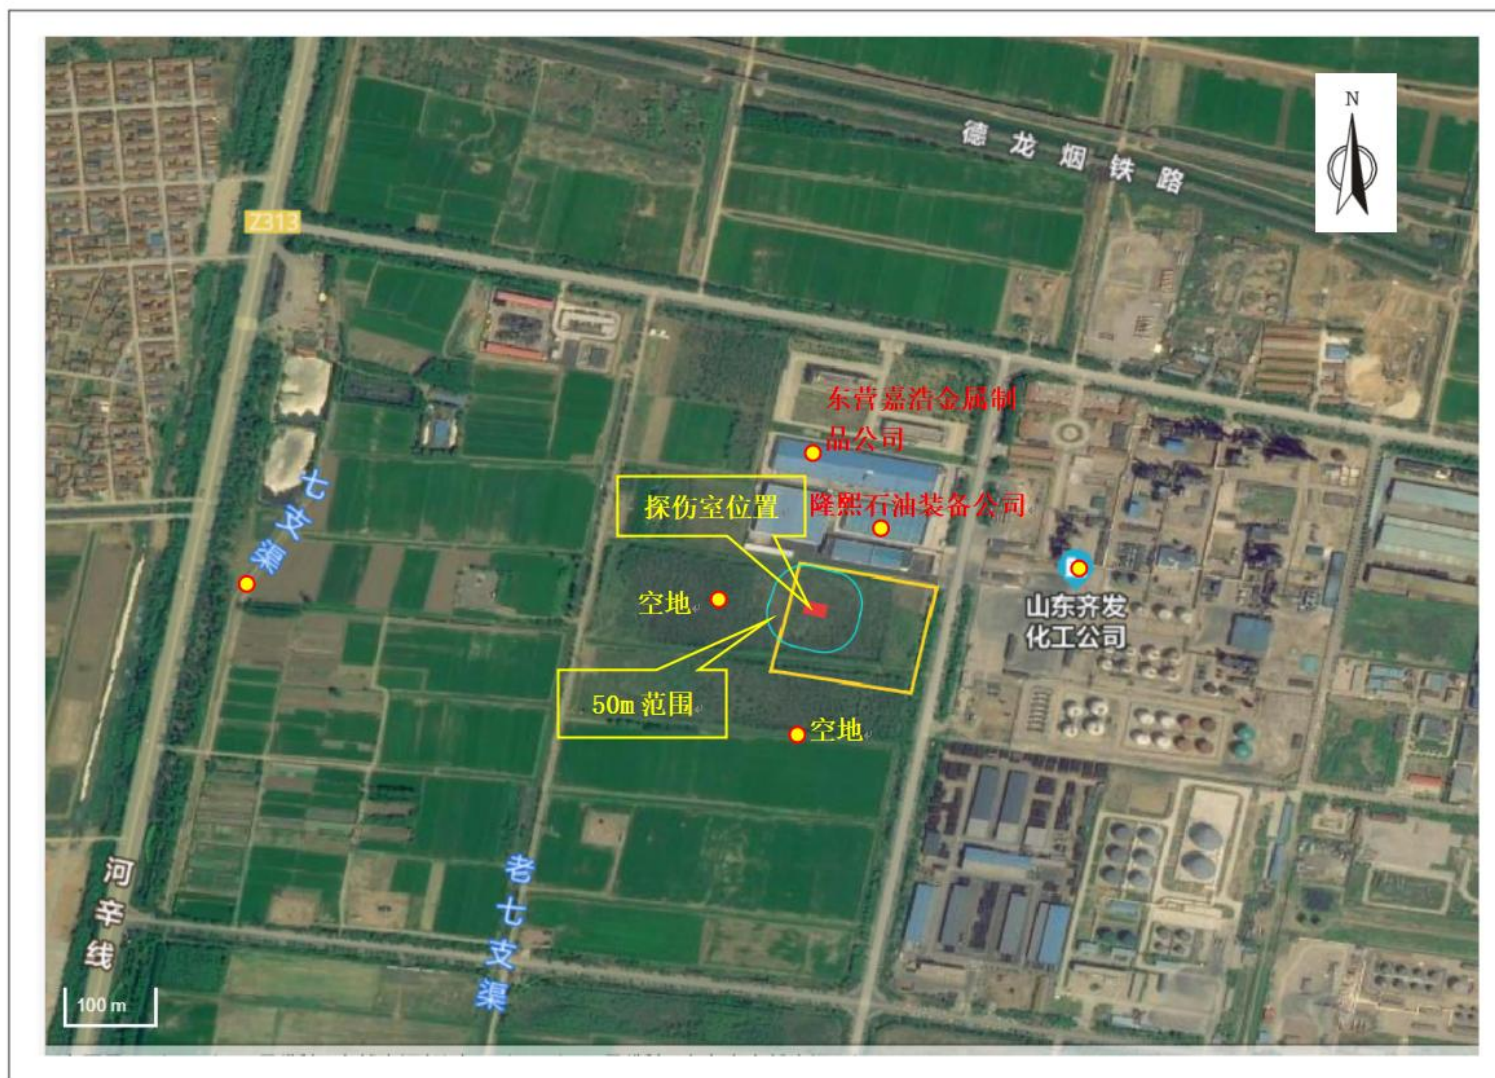 N
德龙烟铁路
Z313
东营嘉浩金属制
品公司
探伤室位置
隆熙石油装备公司
七支渠
空地
山东齐发
化工公司
50m 范围
空地
老七支渠
河辛线
100 m